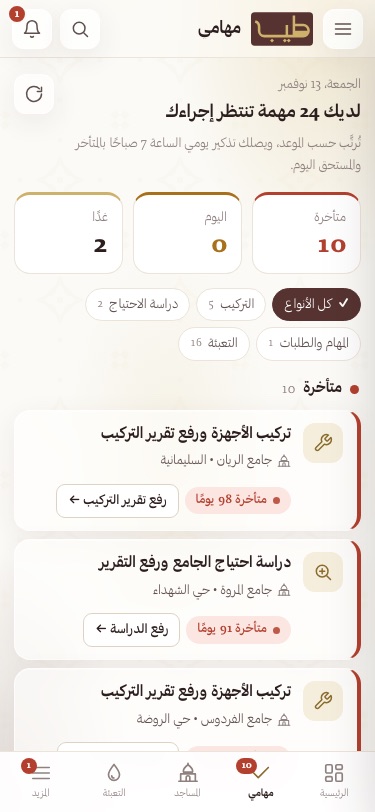 طيب
مهامي
1
الجمعة، 13 نوفمبر
لديك 24 مهمة تنتظر إجراءك
تُرتَّب حسب الموعد، ويصلك تذكير يومي الساعة 7 صباحًا بالمتأخر
والمستحق اليوم.
متأخرة
10
اليوم
0
غدًا
2
كل الأنواع
التركيب 5
دراسة الاحتياج 2
المهام والطلبات 1
التعبئة 16
متأخرة 10
تركيب الأجهزة ورفع تقرير التركيب
جامع الريان • السليمانية
متأخرة 98 يومًا
رفع تقرير التركيب ←
دراسة احتياج الجامع ورفع التقرير
جامع المروة • حي الشهداء
متأخرة 91 يومًا
رفع الدراسة ←
تركيب الأجهزة ورفع تقرير التركيب
جامع الفردوس • حي الروضة
الرئيسية
مهامي 10
المساجد
التعبئة
المزيد 1